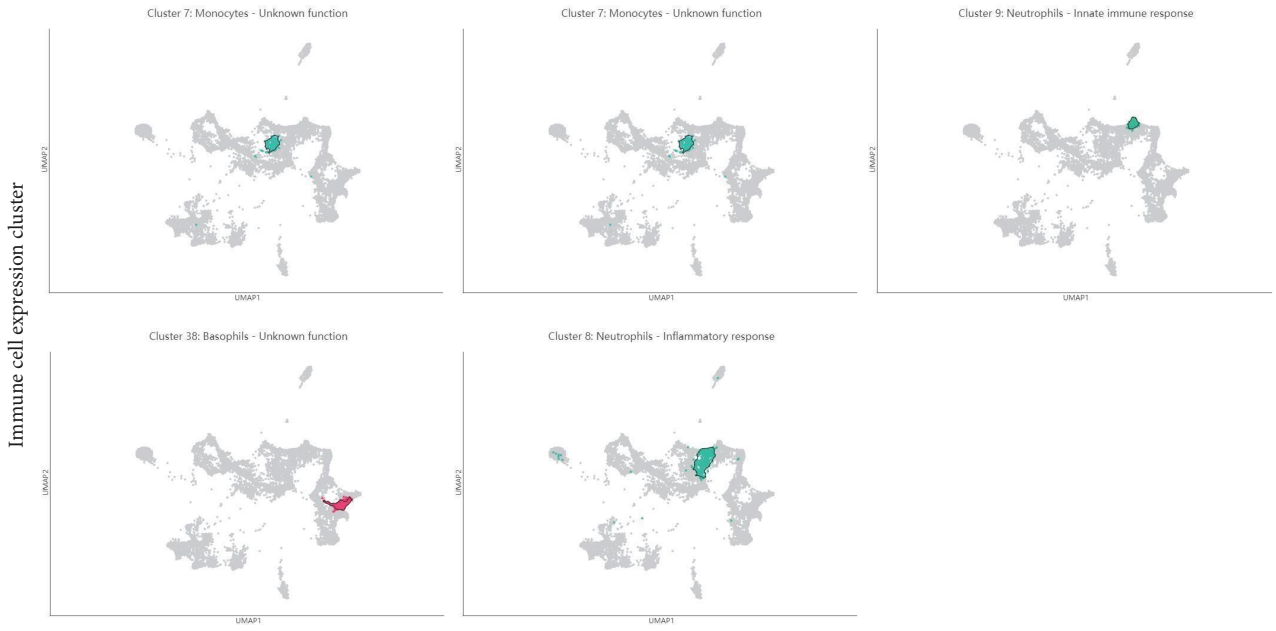 Immune cell expression cluster
Cluster 7: Monocytes - Unknown function
UMAP2
UMAP1
Cluster 7: Monocytes - Unknown function
UMAP2
UMAP1
Cluster 9: Neutrophils - Innate immune response
UMAP2
UMAP1
Cluster 38: Basophils - Unknown function
UMAP2
UMAP1
Cluster 8: Neutrophils - Inflammatory response
UMAP2
UMAP1